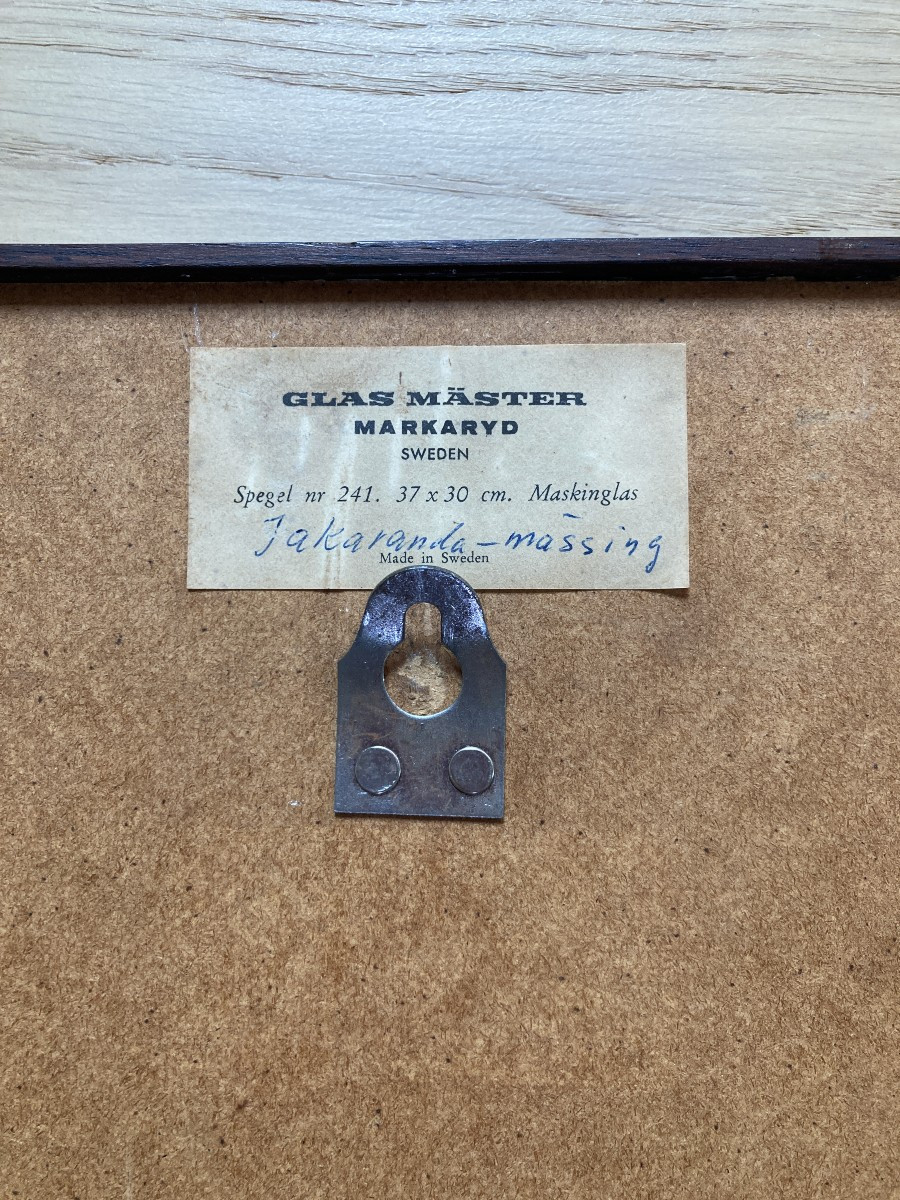 GLAS MÄSTER
MARKARYD
SWEDEN
Spegel nr 241. 37 x 30 cm. Maskinglas
Jakaranda-mässing
Made in Sweden